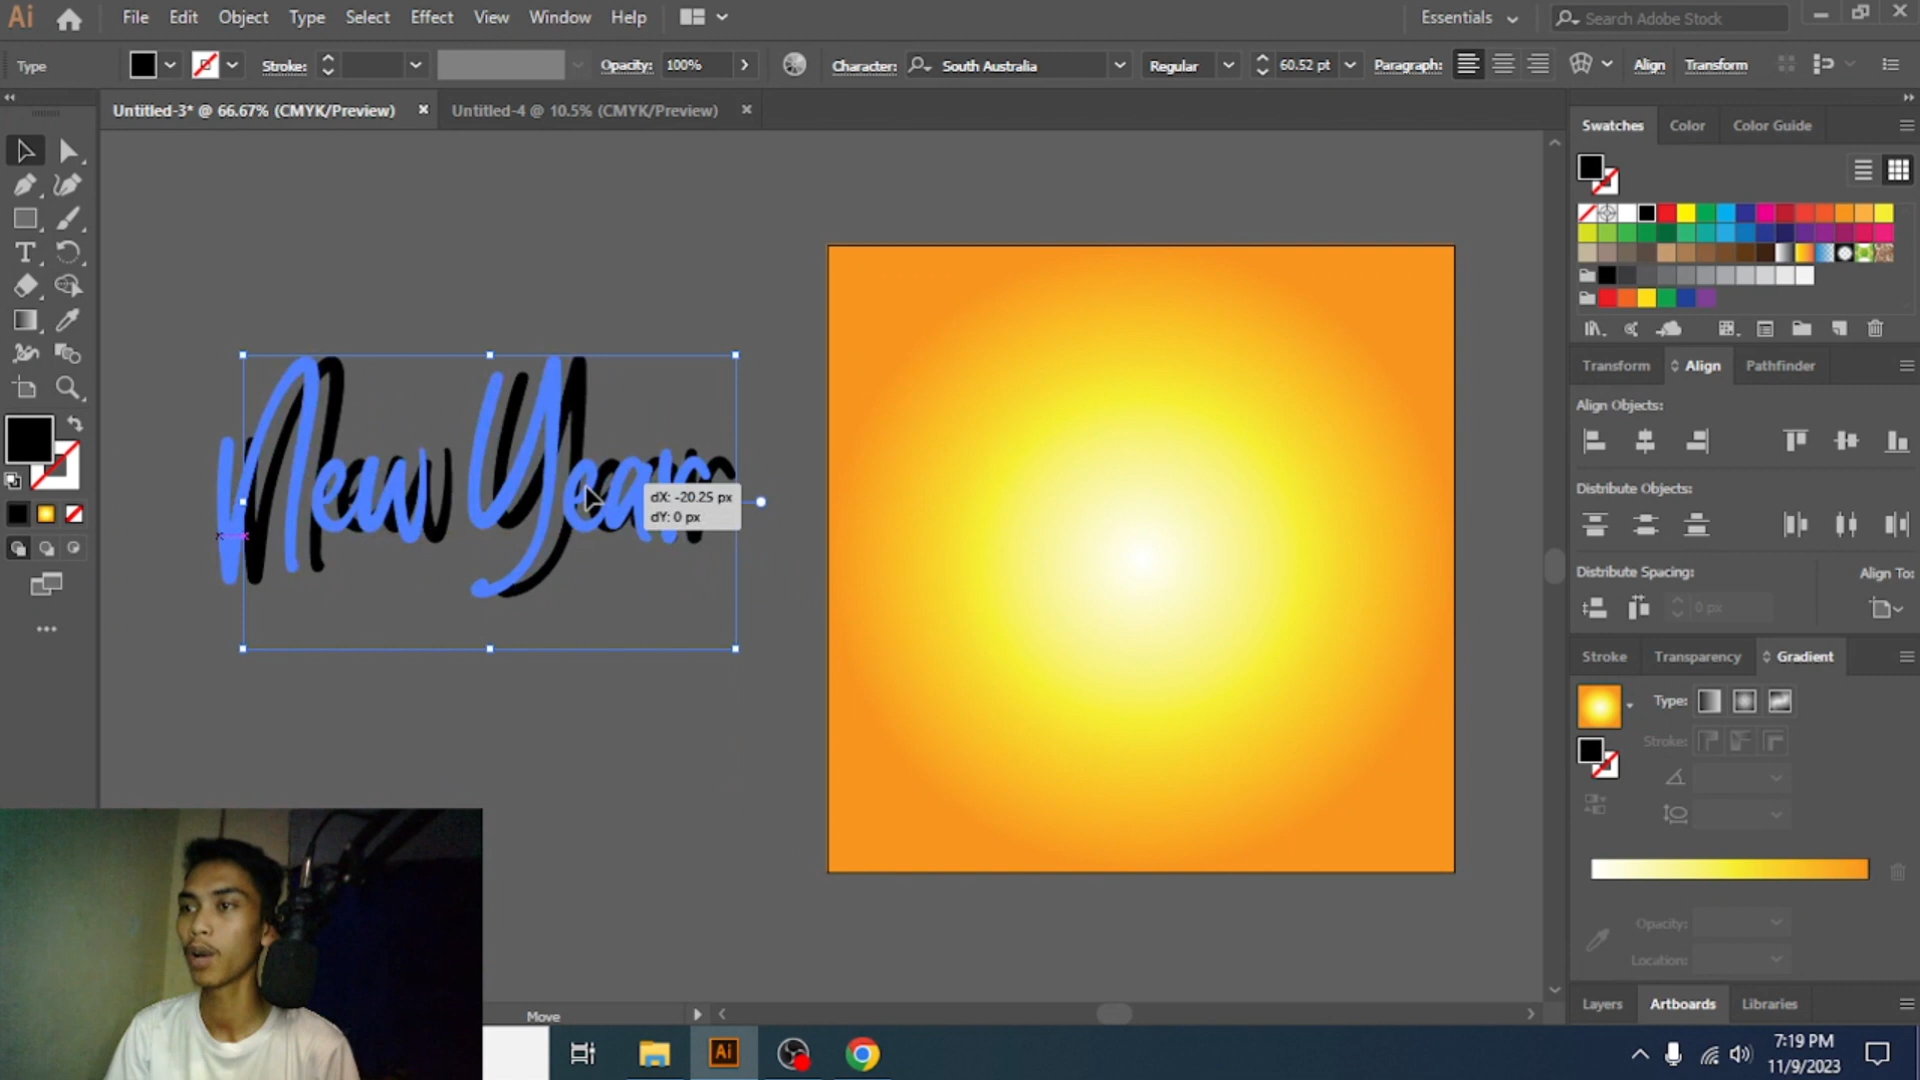 Ai File Edit Object Type Select Effect View Window Help Essentials Search Adobe Stock
Type Stroke: Opacity: 100% Character: South Australia Regular 60.52 pt Paragraph: Align Transform
Untitled-3* @ 66.67% (CMYK/Preview) Untitled-4 @ 10.5% (CMYK/Preview)
Swatches Color Color Guide
Transform Align Pathfinder
Align Objects:
Distribute Objects:
Distribute Spacing: Align To:
0 px
New Year
dX: -20.25 px
dY: 0 px
Stroke Transparency Gradient
Type:
Stroke:
Opacity:
Location:
Layers Artboards Libraries
Move
Ai
7:19 PM
11/9/2023